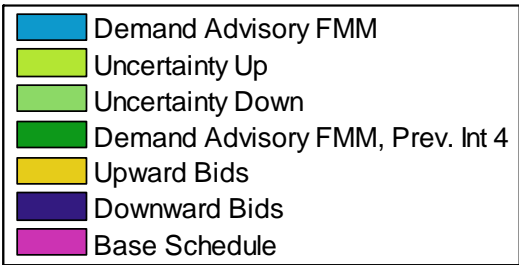 Demand Advisory FMM
Uncertainty Up
Uncertainty Down
Demand Advisory FMM, Prev. Int 4
Upward Bids
Downward Bids
Base Schedule